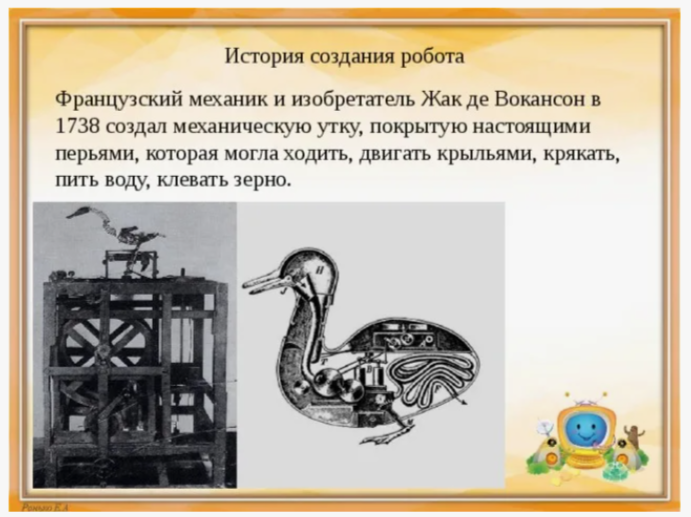 История создания робота
Французский механик и изобретатель Жак де Вокансон в
1738 создал механическую утку, покрытую настоящими
перьями, которая могла ходить, двигать крыльями, крякать,
пить воду, клевать зерно.